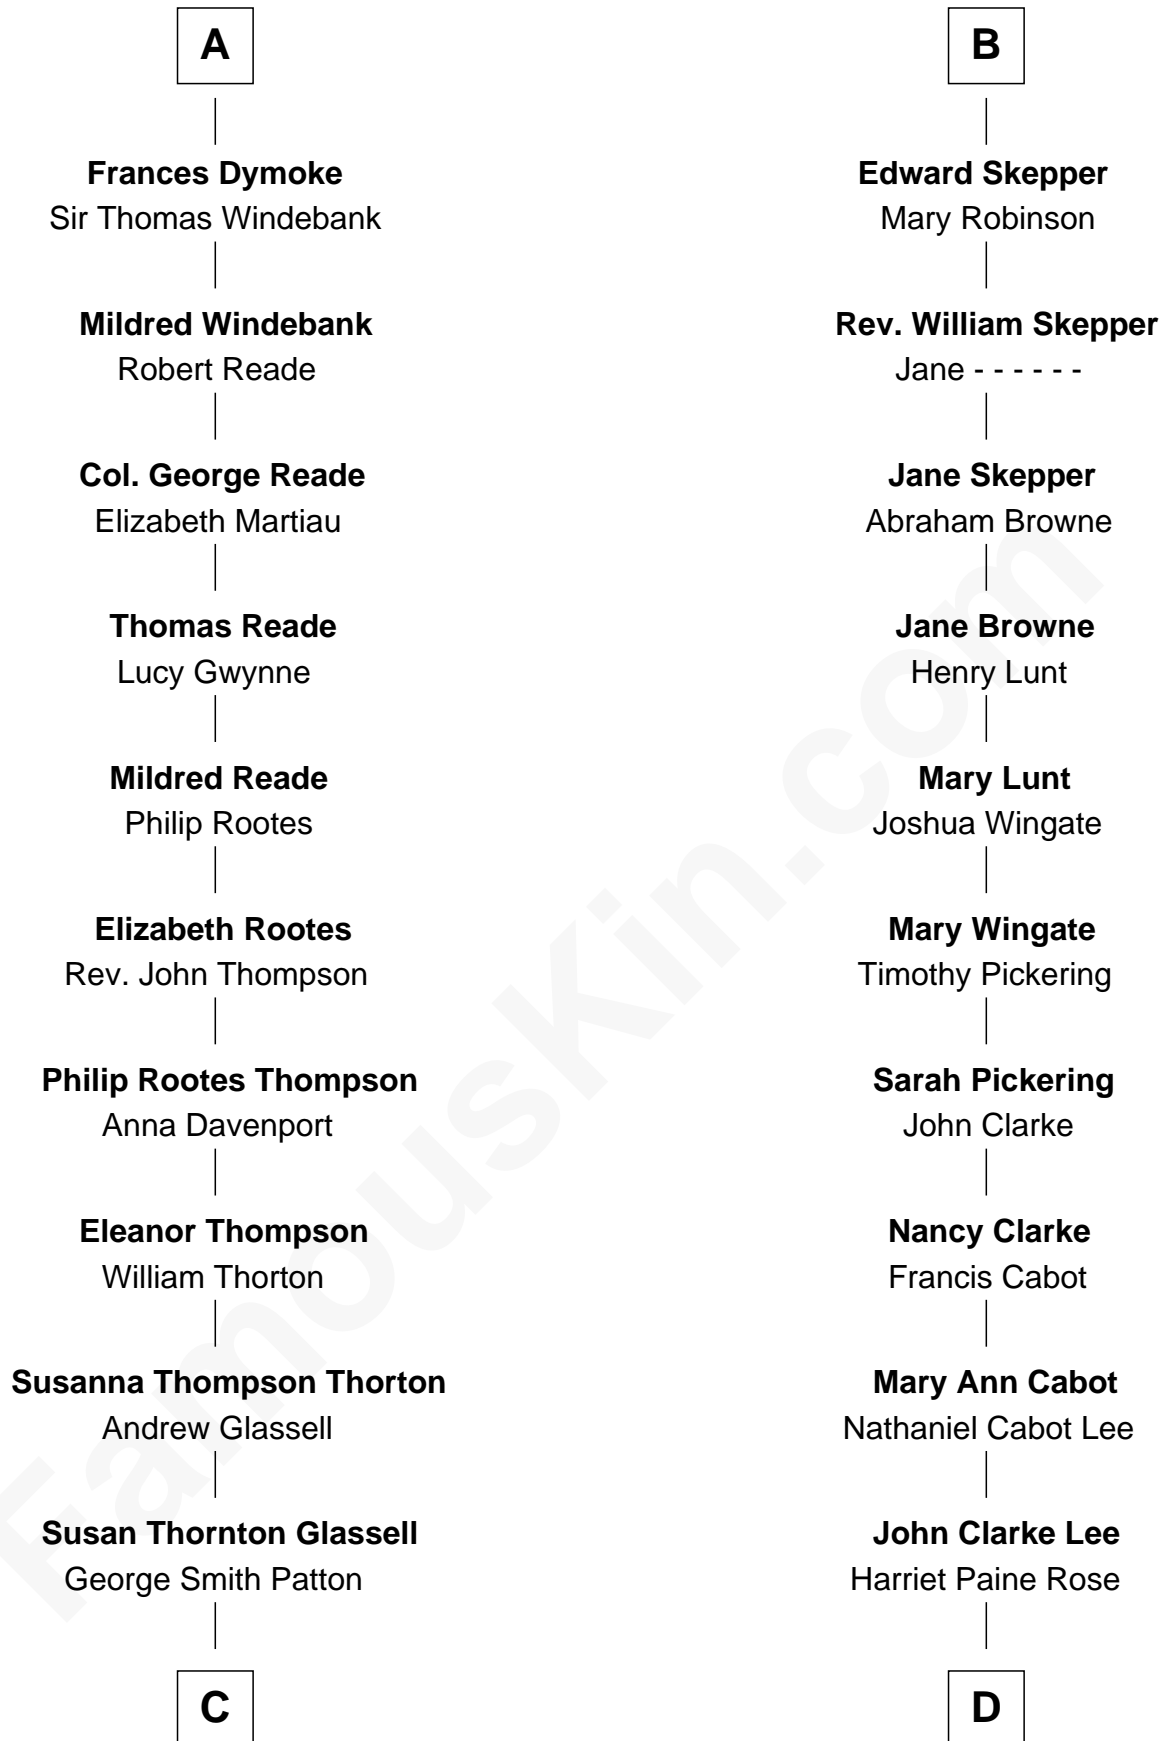 A
Frances Dymoke
Sir Thomas Windebank
Mildred Windebank
Robert Reade
Col. George Reade
Elizabeth Martiau
Thomas Reade
Lucy Gwynne
Mildred Reade
Philip Rootes
Elizabeth Rootes
Rev. John Thompson
Philip Rootes Thompson
Anna Davenport
Eleanor Thompson
William Thorton
Susanna Thompson Thorton
Andrew Glassell
Susan Thornton Glassell
George Smith Patton
C
B
Edward Skepper
Mary Robinson
Rev. William Skepper
Jane - - - - - -
Jane Skepper
Abraham Browne
Jane Browne
Henry Lunt
Mary Lunt
Joshua Wingate
Mary Wingate
Timothy Pickering
Sarah Pickering
John Clarke
Nancy Clarke
Francis Cabot
Mary Ann Cabot
Nathaniel Cabot Lee
John Clarke Lee
Harriet Paine Rose
D
FamousKin.com